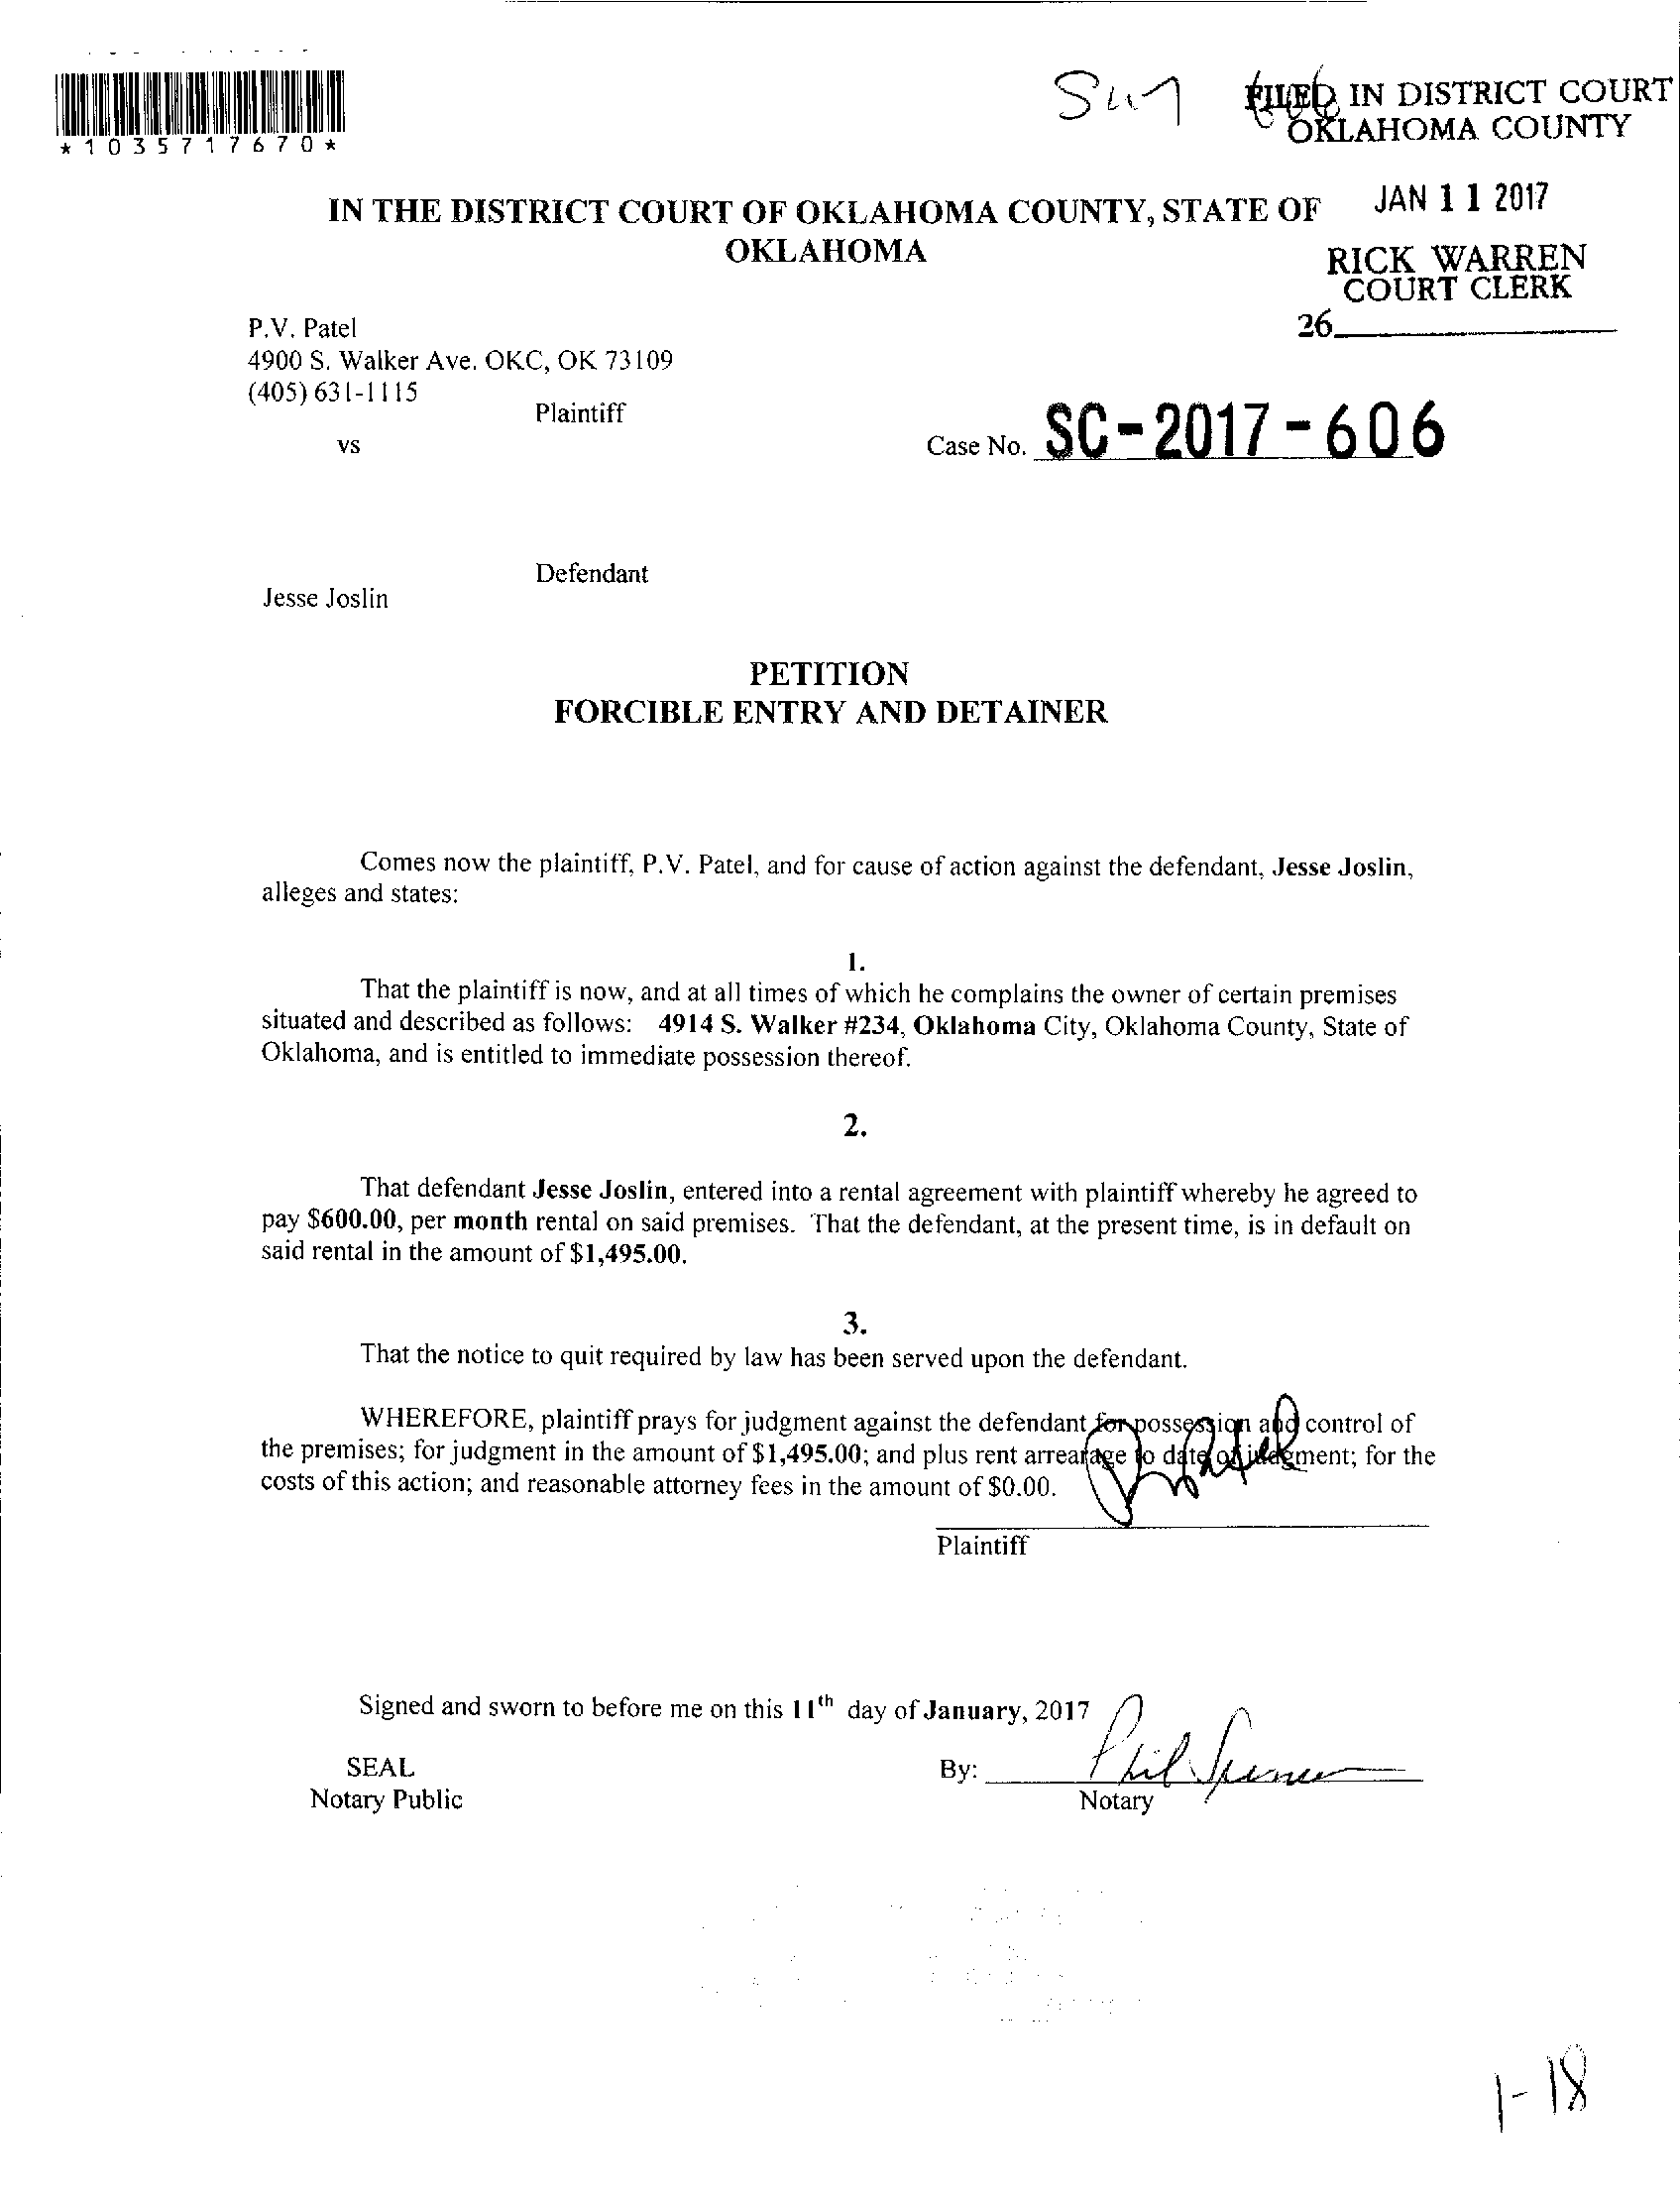 *1035717670*
FILED IN DISTRICT COURT
OKLAHOMA COUNTY
JAN 11 2017
RICK WARREN
COURT CLERK
26
IN THE DISTRICT COURT OF OKLAHOMA COUNTY, STATE OF
OKLAHOMA
P.V. Patel
4900 S. Walker Ave. OKC, OK 73109
(405) 631-1115
Plaintiff
vs
Case No. SC-2017-606
Defendant
Jesse Joslin
PETITION
FORCIBLE ENTRY AND DETAINER
Comes now the plaintiff, P.V. Patel, and for cause of action against the defendant, Jesse Joslin,
alleges and states:
1.
That the plaintiff is now, and at all times of which he complains the owner of certain premises
situated and described as follows: 4914 S. Walker #234, Oklahoma City, Oklahoma County, State of
Oklahoma, and is entitled to immediate possession thereof.
2.
That defendant Jesse Joslin, entered into a rental agreement with plaintiff whereby he agreed to
pay $600.00, per month rental on said premises. That the defendant, at the present time, is in default on
said rental in the amount of $1,495.00.
3.
That the notice to quit required by law has been served upon the defendant.
WHEREFORE, plaintiff prays for judgment against the defendant for possession and control of
the premises; for judgment in the amount of $1,495.00; and plus rent arrearage to date of judgment; for the
costs of this action; and reasonable attorney fees in the amount of $0.00.
Plaintiff
Signed and sworn to before me on this 11th day of January, 2017
SEAL
By: Phil
Notary Public
Notary
1-18